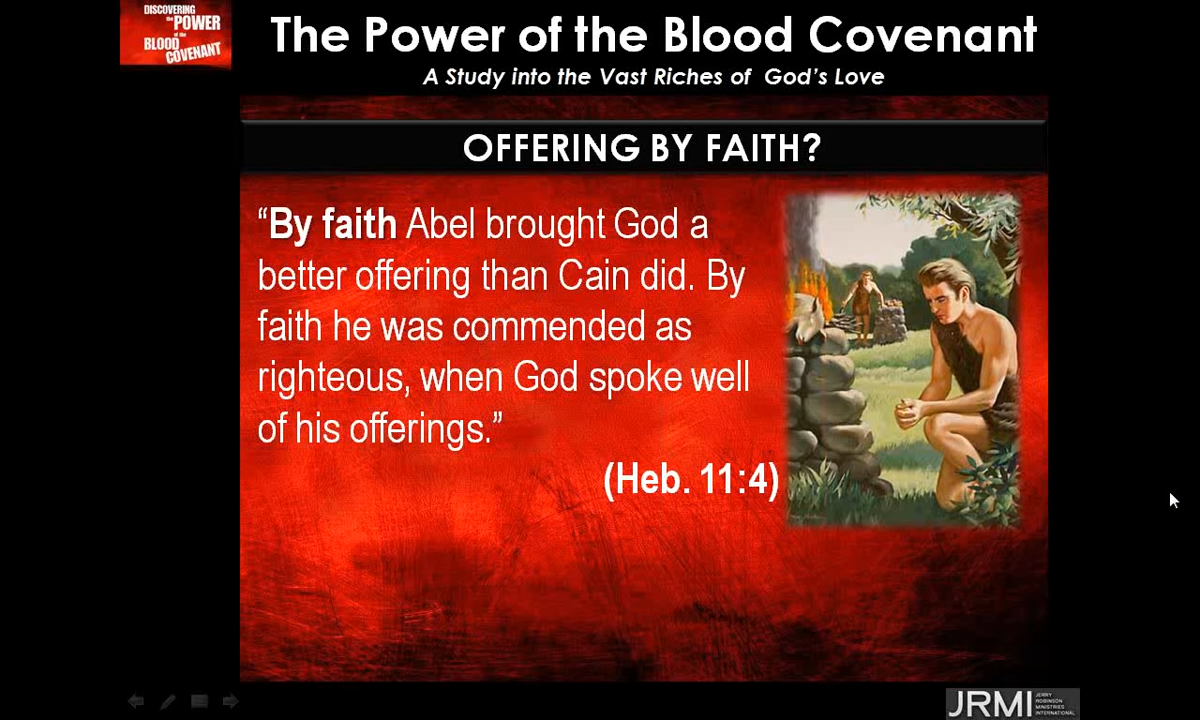 DISCOVERING
the POWER
of the
BLOOD
COVENANT
The Power of the Blood Covenant
A Study into the Vast Riches of God's Love
OFFERING BY FAITH?
“By faith Abel brought God a
better offering than Cain did. By
faith he was commended as
righteous, when God spoke well
of his offerings.”
(Heb. 11:4)
JRMI
JERRY
ROBINSON
MINISTRIES
INTERNATIONAL